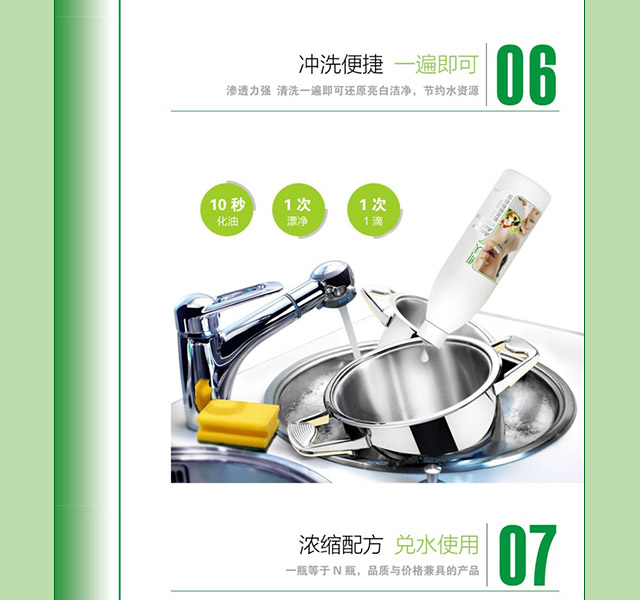 冲洗便捷 一遍即可 06
渗透力强 清洗一遍即可还原亮白洁净，节约水资源
10 秒
化油
1 次
漂净
1 次
1 滴
浓缩配方 兑水使用 07
一瓶等于 N 瓶，品质与价格兼具的产品